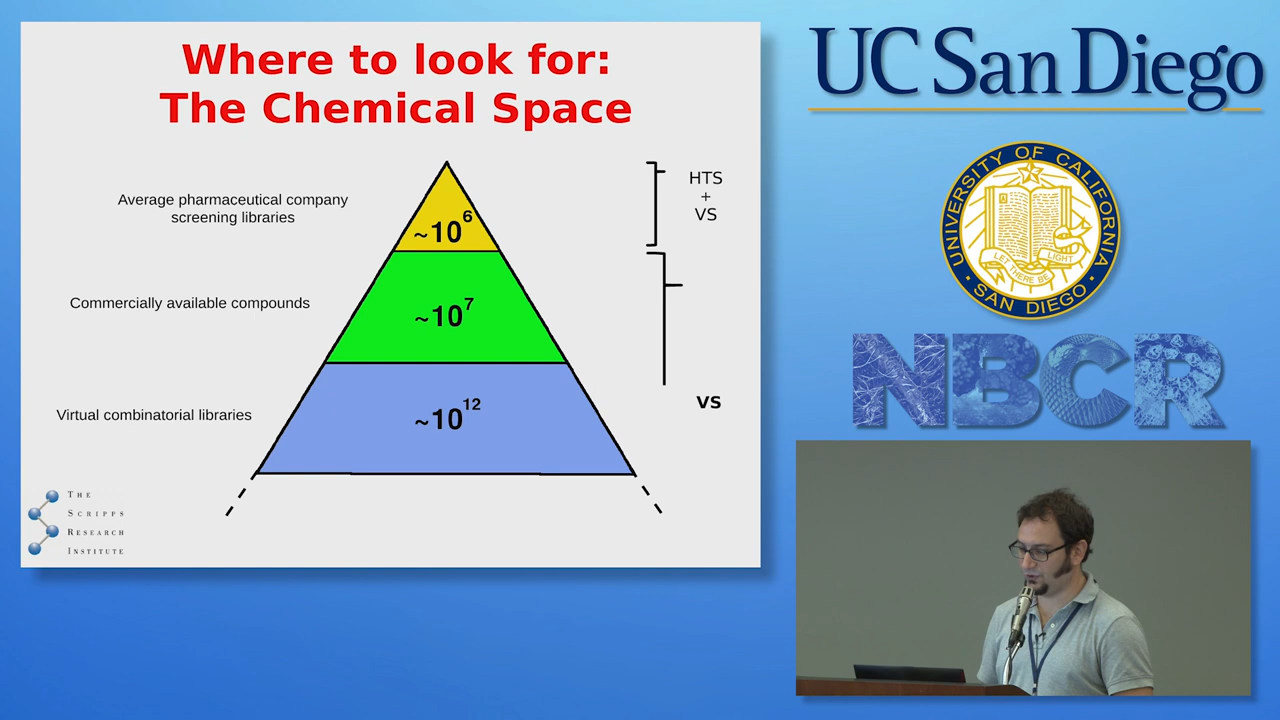 Where to look for:
The Chemical Space
Average pharmaceutical company
screening libraries
~10^6
HTS
+
VS
Commercially available compounds
~10^7
Virtual combinatorial libraries
~10^12
VS
THE
SCRIPPS
RESEARCH
INSTITUTE
UC San Diego
UNIVERSITY OF CALIFORNIA
LET THERE BE LIGHT
SAN DIEGO
NBCR